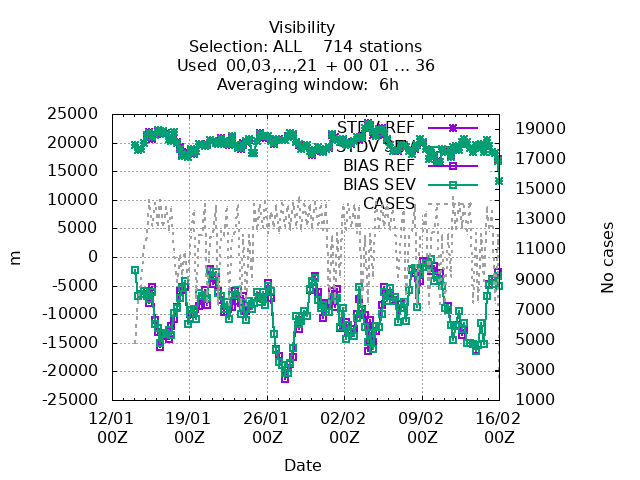 Visibility
Selection: ALL    714 stations
Used  00,03,...,21  + 00 01 ... 36
Averaging window:  6h
25000
20000
15000
10000
5000
0
-5000
-10000
-15000
-20000
-25000
m
STDV REF
STDV SEV
BIAS REF
BIAS SEV
CASES
19000
17000
15000
13000
11000
9000
7000
5000
3000
1000
No cases
12/01 00Z
19/01 00Z
26/01 00Z
02/02 00Z
09/02 00Z
16/02 00Z
Date